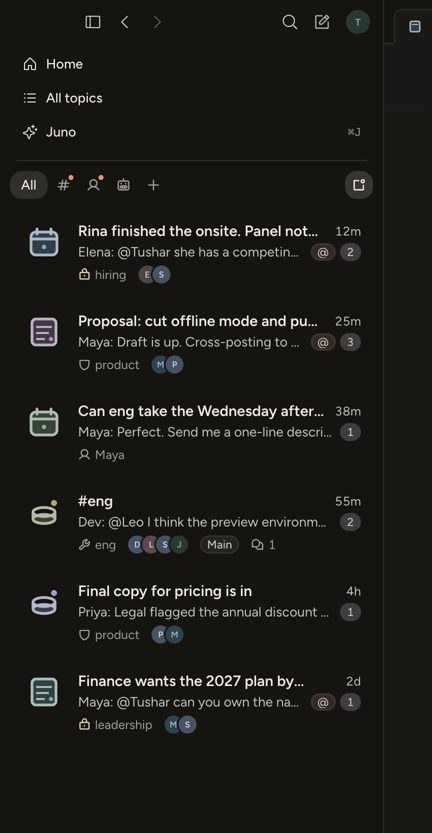 T
Home
All topics
Juno ⌘J
All
Rina finished the onsite. Panel not... 12m
Elena: @Tushar she has a competin... @ 2
hiring E S
Proposal: cut offline mode and pu... 25m
Maya: Draft is up. Cross-posting to ... @ 3
product M P
Can eng take the Wednesday after... 38m
Maya: Perfect. Send me a one-line descri... 1
Maya
#eng 55m
Dev: @Leo I think the preview environm... 2
eng D L S J Main 1
Final copy for pricing is in 4h
Priya: Legal flagged the annual discount ... 1
product P M
Finance wants the 2027 plan by... 2d
Maya: @Tushar can you own the na... @ 1
leadership M S